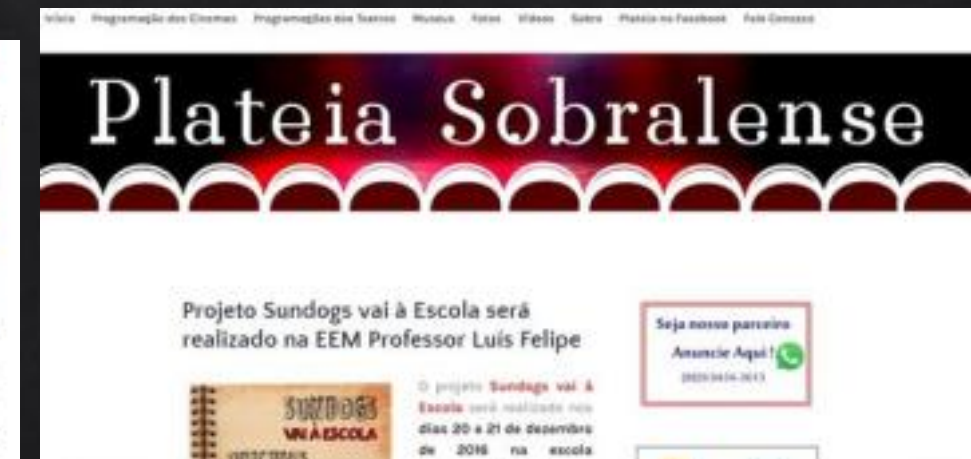 Início Programação dos Cinemas Programações dos Teatros Museus Fotos Vídeos Sobre Plateia no Facebook Fale Conosco
Plateia Sobralense
Projeto Sundogs vai à Escola será
realizado na EEM Professor Luís Felipe
SUNDOGS
VAI À ESCOLA
O projeto Sundogs vai à
Escola será realizado nos
dias 20 e 21 de dezembro
de 2016 na escola
Seja nosso parceiro
Anuncie Aqui !